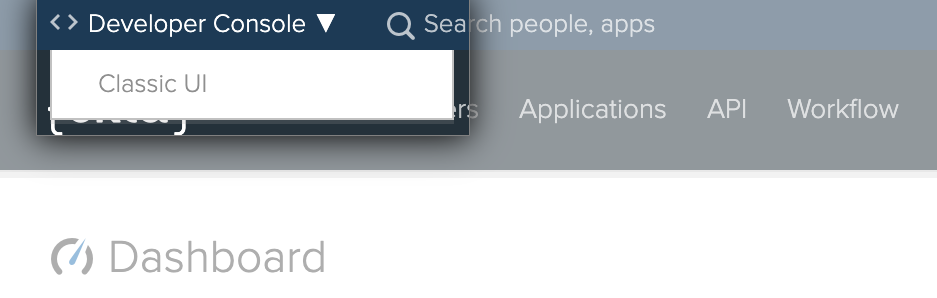 <> Developer Console ▼ Search people, apps
Classic UI
Applications API Workflow
Dashboard